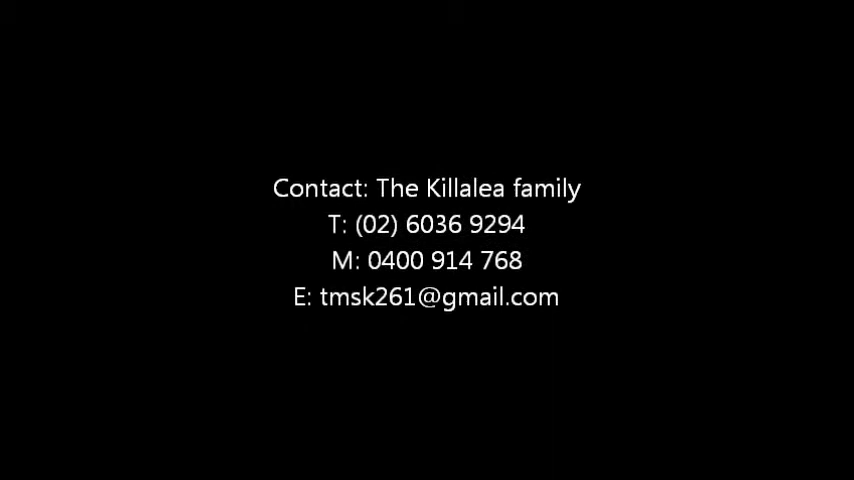 Contact: The Killalea family
T: (02) 6036 9294
M: 0400 914 768
E: tmsk261@gmail.com